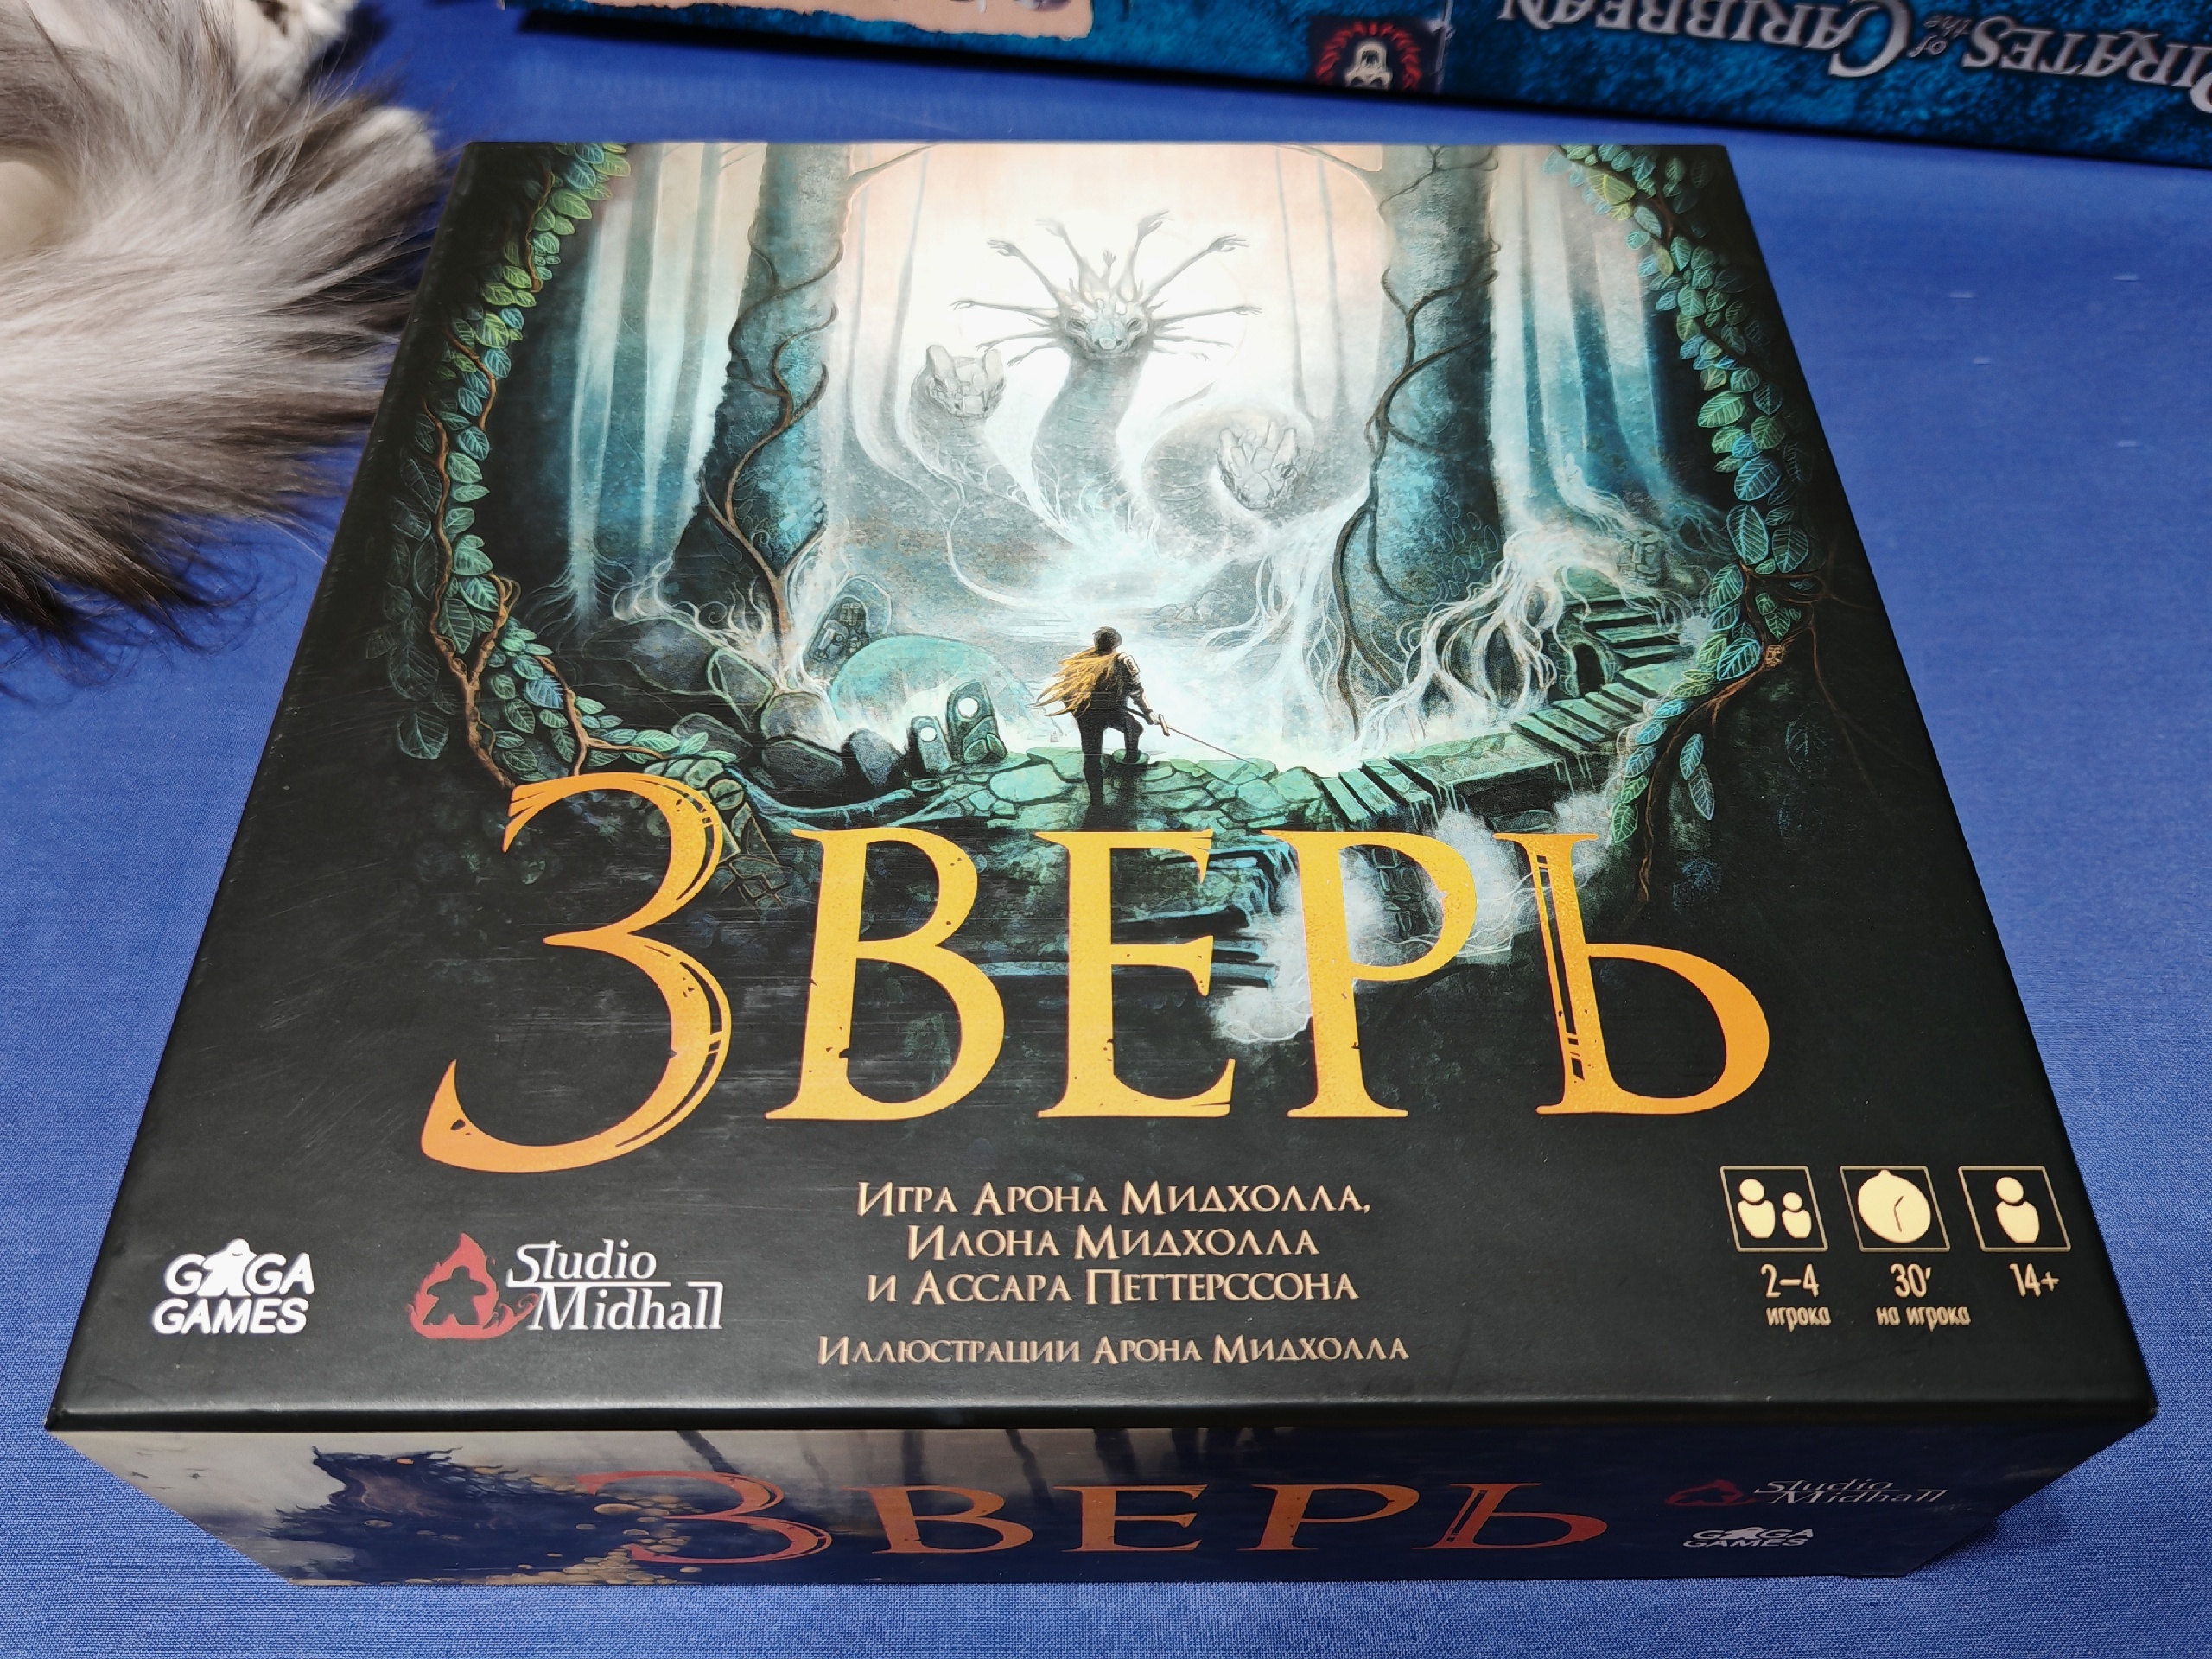 PIRATES of the CARIBBEAN
ЗВЕРЬ
Игра Арона Мидхолла,
Илона Мидхолла
и Ассара Петтерссона
Иллюстрации Арона Мидхолла
GAGA
GAMES
Studio
Midhall
2–4
игрока
30'
на игрока
14+
ЗВЕРЬ
Studio
Midhall
GAGA
GAMES